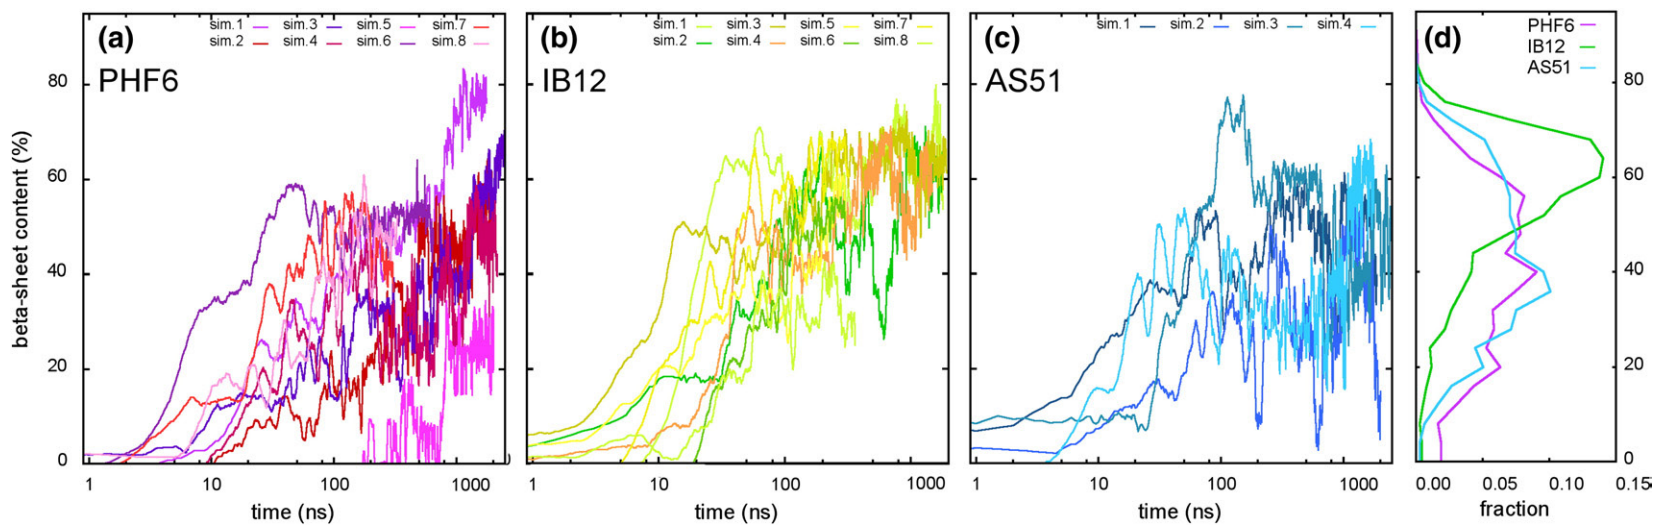 (a)
sim.1 sim.3 sim.5 sim.7
sim.2 sim.4 sim.6 sim.8
PHF6
(b)
sim.1 sim.3 sim.5 sim.7
sim.2 sim.4 sim.6 sim.8
IB12
(c)
sim.1 sim.2 sim.3 sim.4
AS51
(d)
PHF6
IB12
AS51
beta-sheet content (%)
80
60
40
20
0
1 10 100 1000
time (ns)
1 10 100 1000
time (ns)
1 10 100 1000
time (ns)
80
60
40
20
0
0.00 0.05 0.10 0.15
fraction